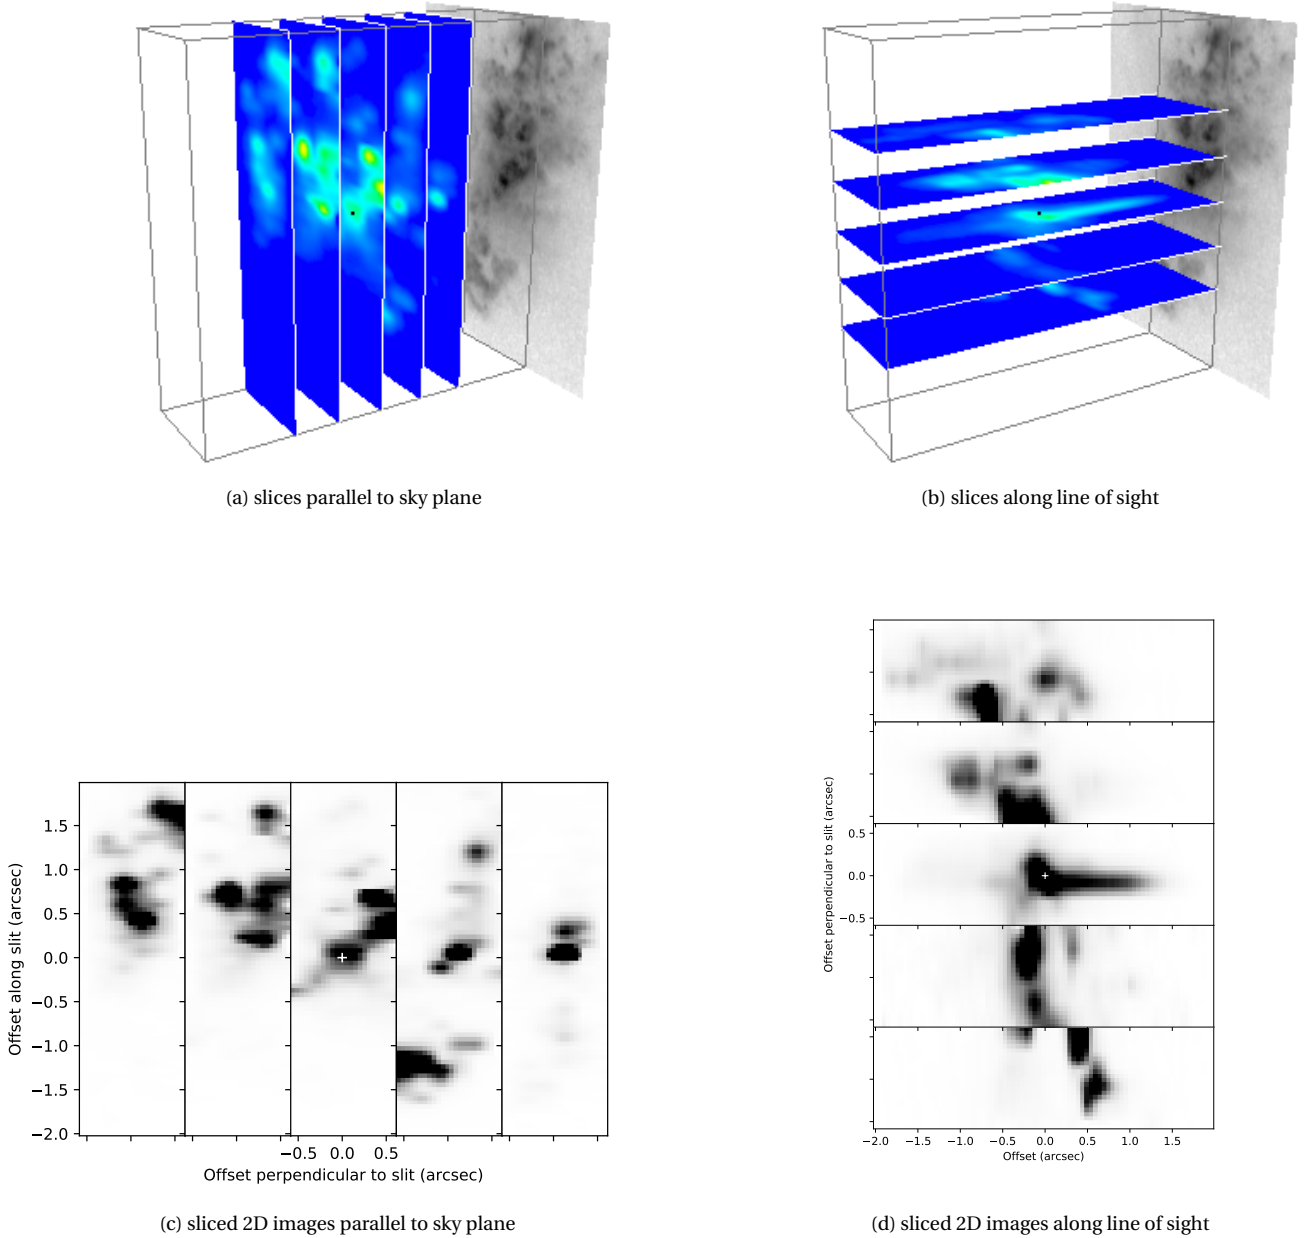 (a) slices parallel to sky plane
(b) slices along line of sight
Offset along slit (arcsec)
1.5
1.0
0.5
0.0
−0.5
−1.0
−1.5
−2.0
−0.5 0.0 0.5
Offset perpendicular to slit (arcsec)
(c) sliced 2D images parallel to sky plane
Offset perpendicular to slit (arcsec)
0.5
0.0
−0.5
−2.0 −1.5 −1.0 −0.5 0.0 0.5 1.0 1.5
Offset (arcsec)
(d) sliced 2D images along line of sight